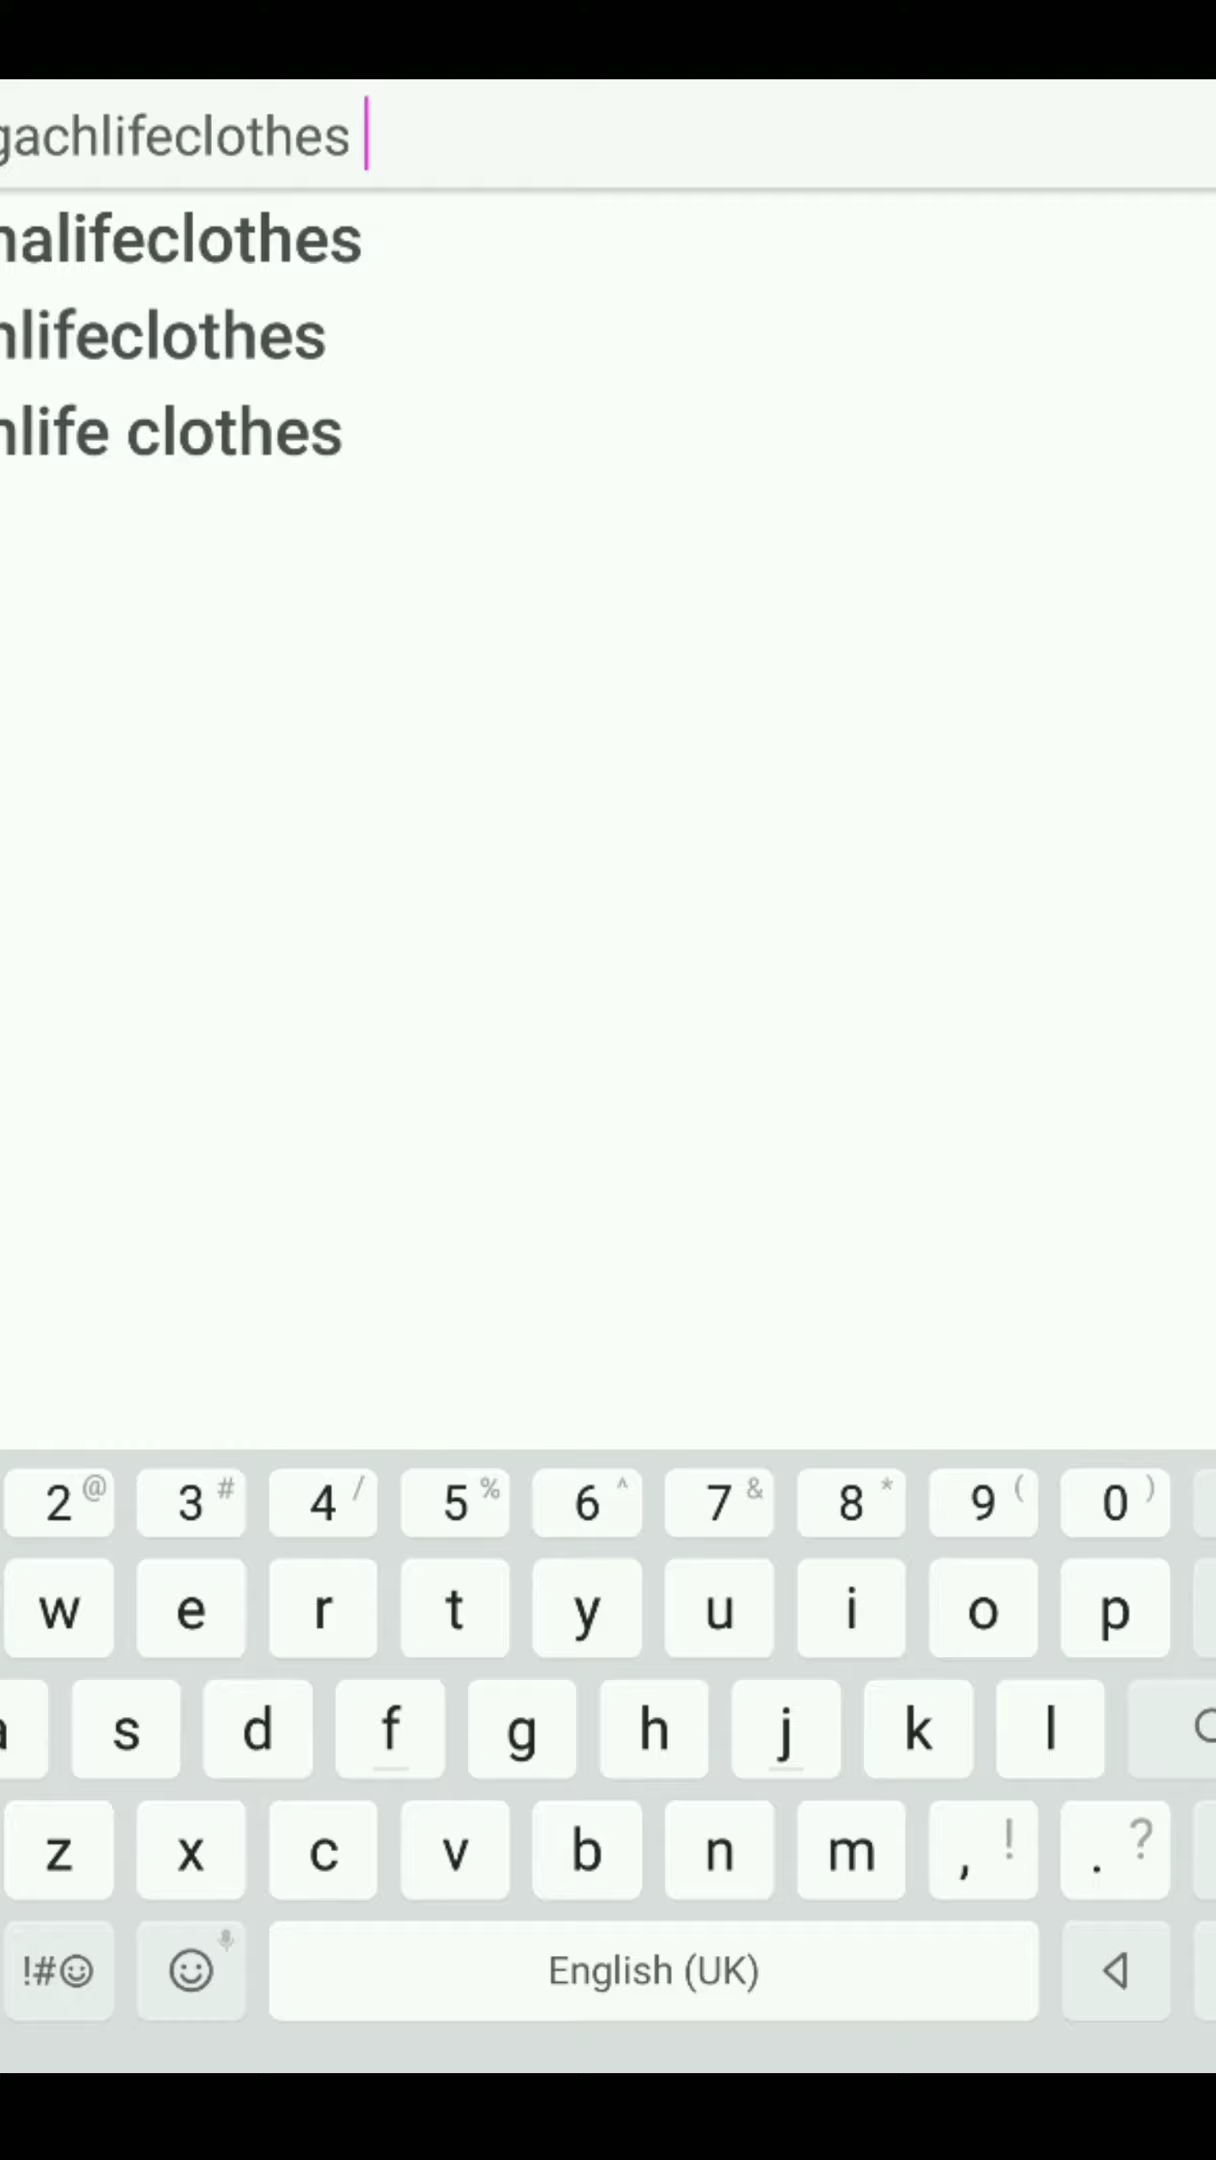 gachlifeclothes
halifeclothes
hlifeclothes
hlife clothes
2 @ 3 # 4 / 5 % 6 ^ 7 & 8 * 9 ( 0 )
w e r t y u i o p
a s d f g h j k l
z x c v b n m , ! . ?
!#☺
English (UK)